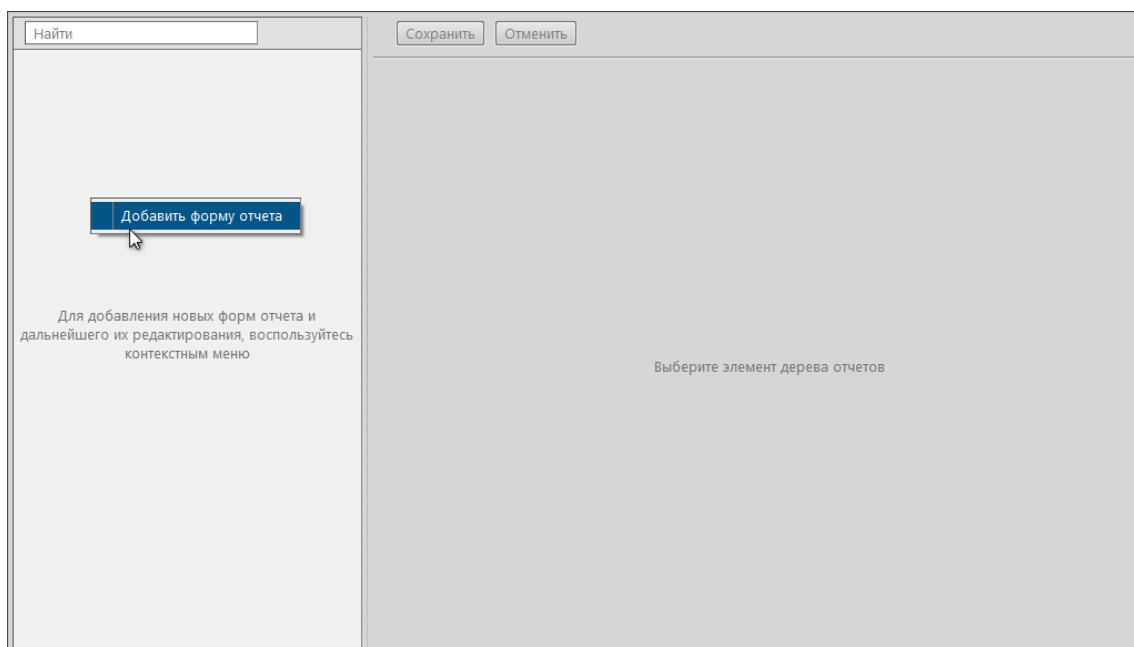 Найти
Сохранить Отменить
Добавить форму отчета
Для добавления новых форм отчета и
дальнейшего их редактирования, воспользуйтесь
контекстным меню
Выберите элемент дерева отчетов